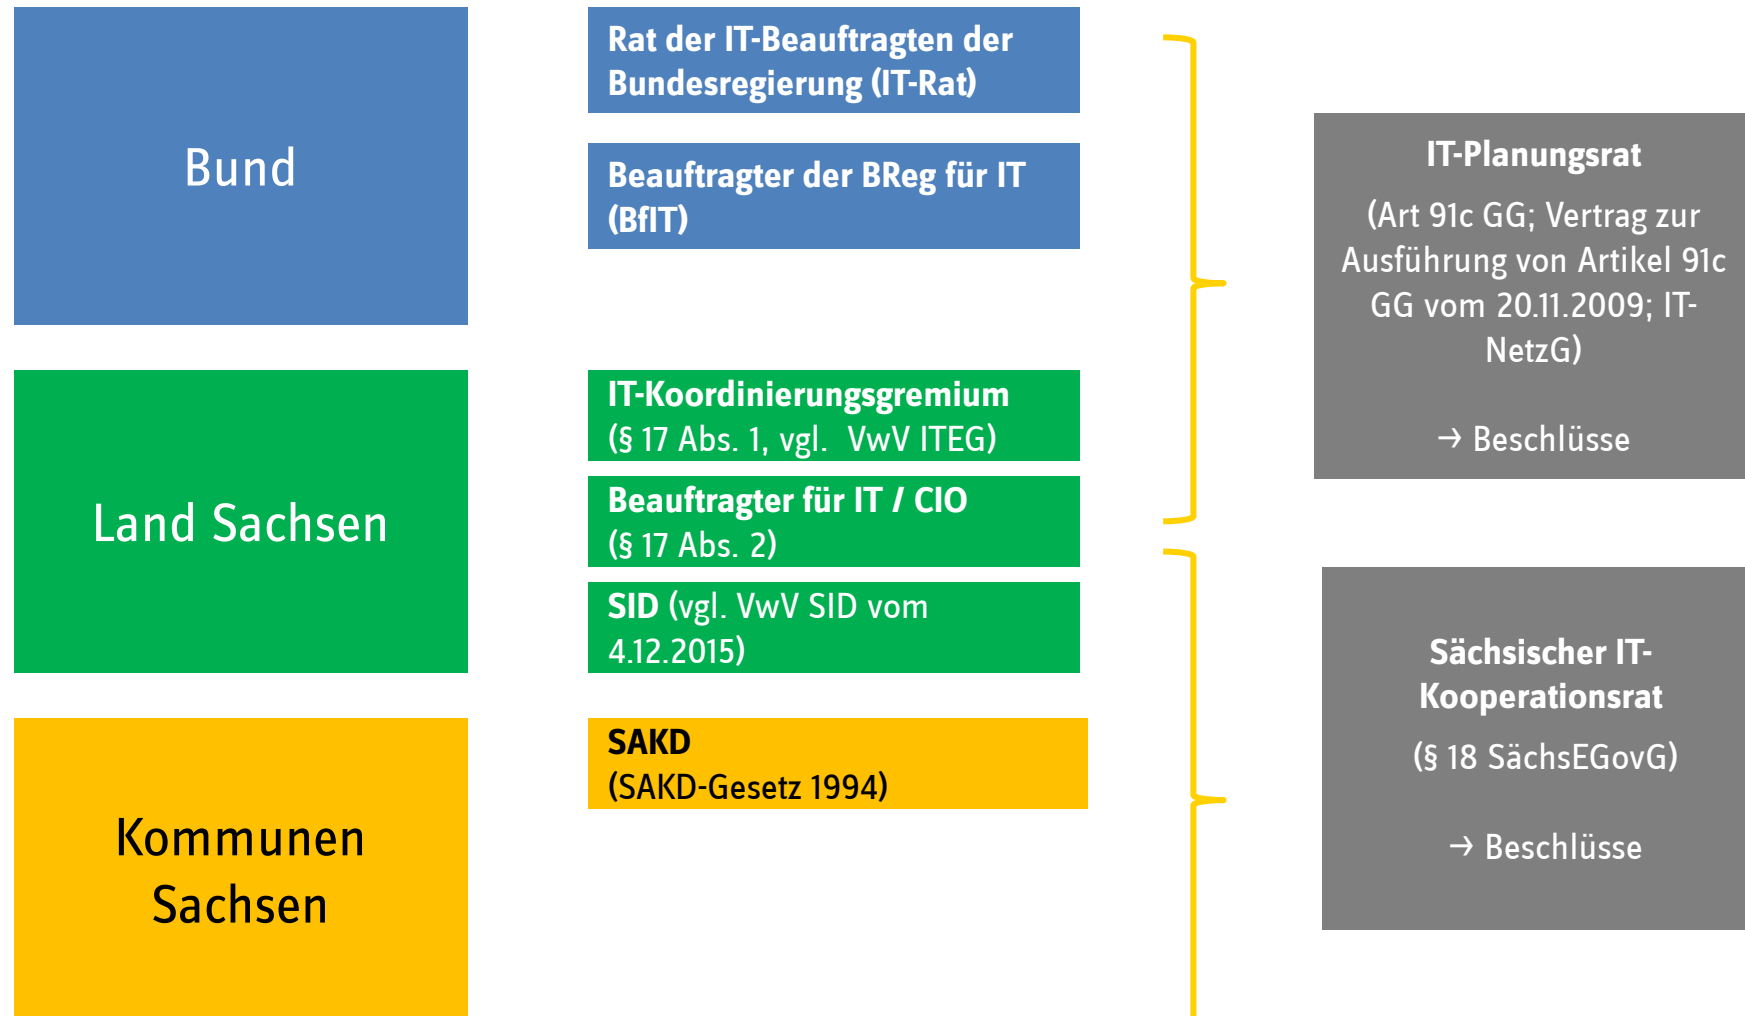 Bund
Rat der IT-Beauftragten der
Bundesregierung (IT-Rat)
Beauftragter der BReg für IT
(BfIT)
IT-Planungsrat
(Art 91c GG; Vertrag zur
Ausführung von Artikel 91c
GG vom 20.11.2009; IT-
NetzG)
→ Beschlüsse
Land Sachsen
IT-Koordinierungsgremium
(§ 17 Abs. 1, vgl. VwV ITEG)
Beauftragter für IT / CIO
(§ 17 Abs. 2)
SID (vgl. VwV SID vom
4.12.2015)
Sächsischer IT-
Kooperationsrat
(§ 18 SächsEGovG)
→ Beschlüsse
Kommunen
Sachsen
SAKD
(SAKD-Gesetz 1994)